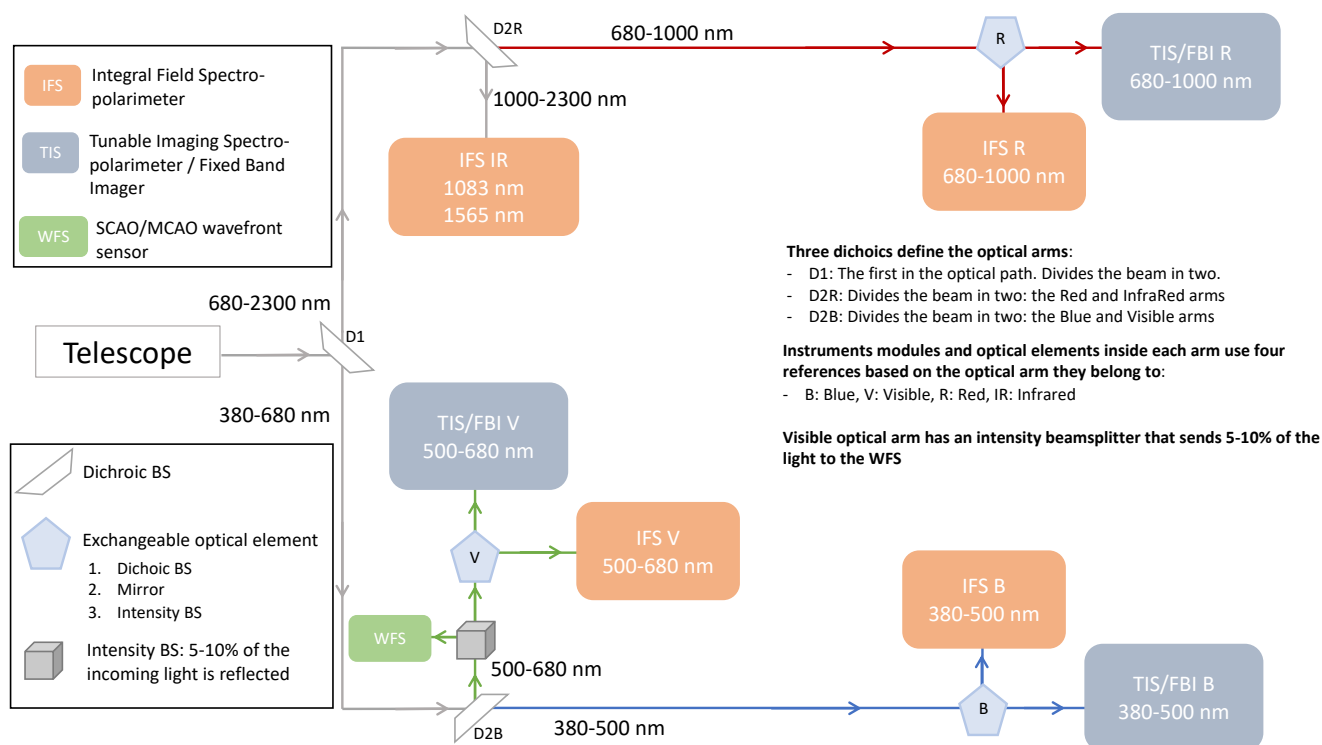 IFS
Integral Field Spectro-
polarimeter
TIS
Tunable Imaging Spectro-
polarimeter / Fixed Band
Imager
WFS
SCAO/MCAO wavefront
sensor
D2R
680-1000 nm
R
TIS/FBI R
680-1000 nm
1000-2300 nm
IFS IR
1083 nm
1565 nm
IFS R
680-1000 nm
680-2300 nm
D1
Telescope
380-680 nm
Three dichoics define the optical arms:
- D1: The first in the optical path. Divides the beam in two.
- D2R: Divides the beam in two: the Red and InfraRed arms
- D2B: Divides the beam in two: the Blue and Visible arms
Instruments modules and optical elements inside each arm use four
references based on the optical arm they belong to:
- B: Blue, V: Visible, R: Red, IR: Infrared
Visible optical arm has an intensity beamsplitter that sends 5-10% of the
light to the WFS
Dichroic BS
Exchangeable optical element
1. Dichoic BS
2. Mirror
3. Intensity BS
Intensity BS: 5-10% of the
incoming light is reflected
TIS/FBI V
500-680 nm
V
IFS V
500-680 nm
WFS
500-680 nm
D2B
380-500 nm
IFS B
380-500 nm
B
TIS/FBI B
380-500 nm